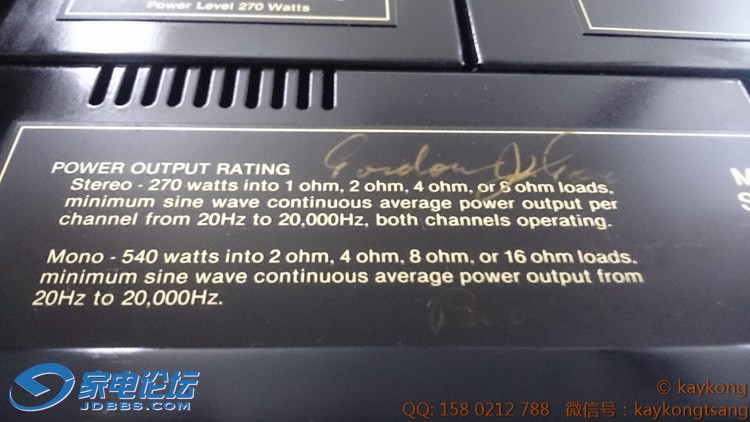 Power Level 270 Watts
POWER OUTPUT RATING
Gordon J
Stereo - 270 watts into 1 ohm, 2 ohm, 4 ohm, or 8 ohm loads.
minimum sine wave continuous average power output per
channel from 20Hz to 20,000Hz, both channels operating.
Mono - 540 watts into 2 ohm, 4 ohm, 8 ohm, or 16 ohm loads.
minimum sine wave continuous average power output from
20Hz to 20,000Hz.
家电论坛
JDBBS.COM
© kaykong
QQ: 158 0212 788 微信号：kaykongtsang